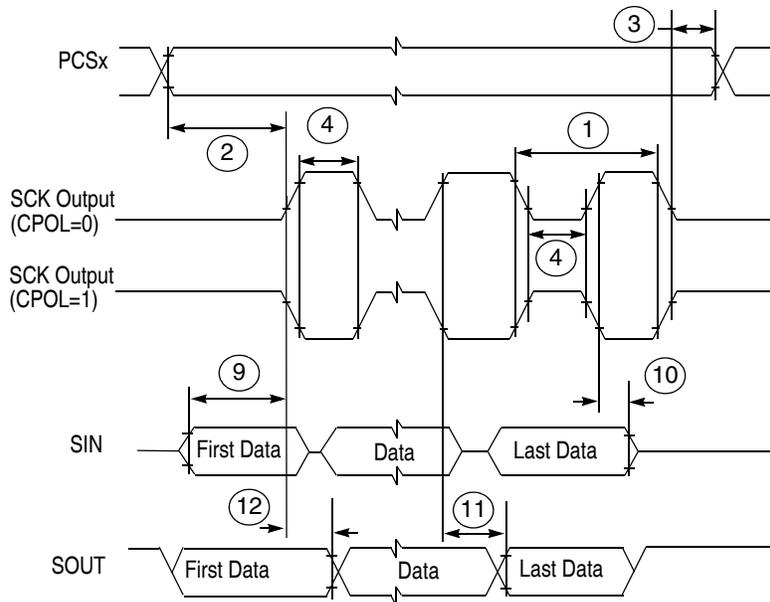 3
PCSx
2
4
1
SCK Output
(CPOL=0)
4
SCK Output
(CPOL=1)
9
10
SIN
First Data
Data
Last Data
12
11
SOUT
First Data
Data
Last Data